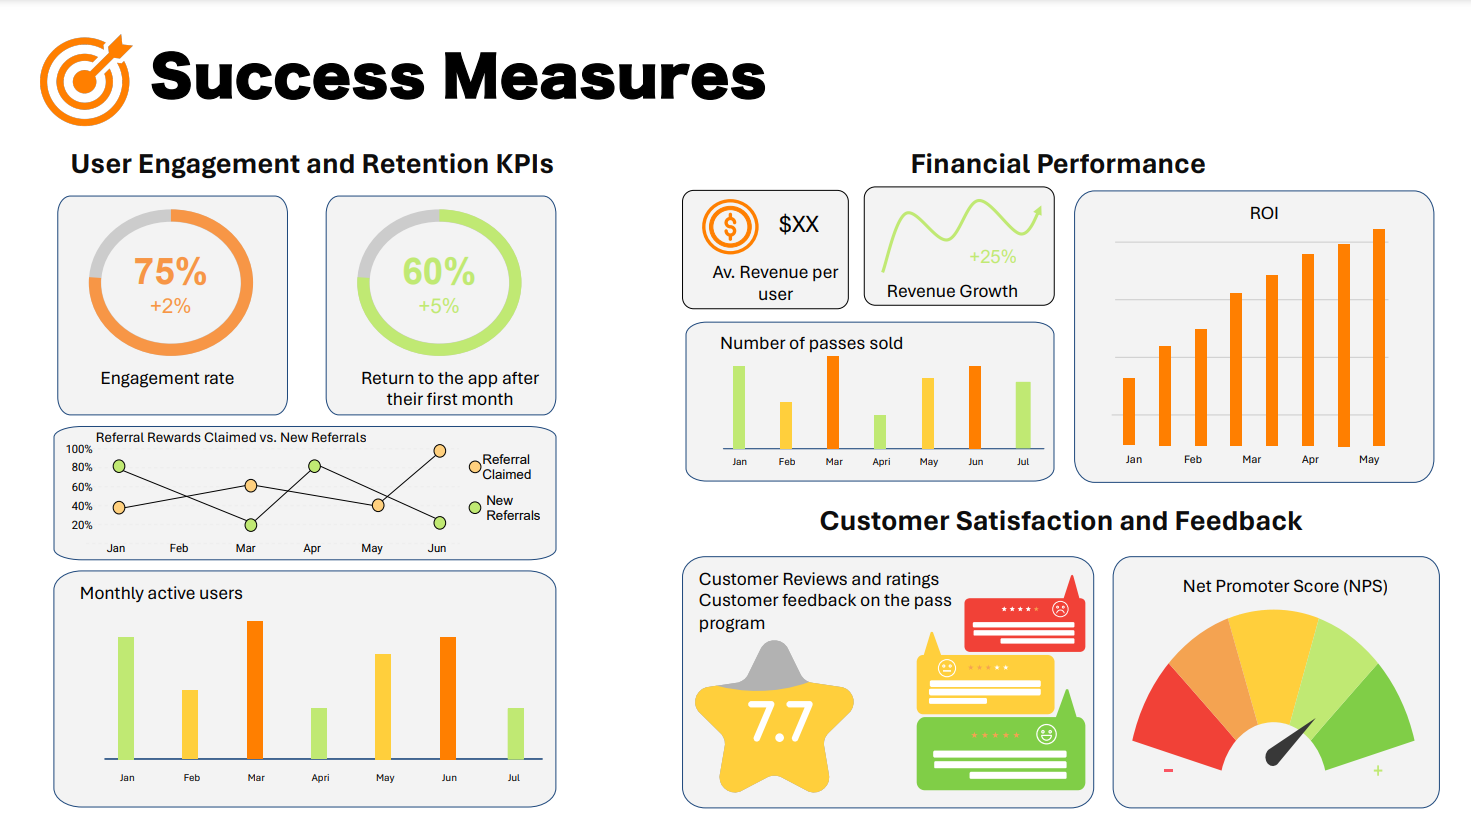 Success Measures
User Engagement and Retention KPIs
75%
+2%
Engagement rate
60%
+5%
Return to the app after
their first month
Referral Rewards Claimed vs. New Referrals
100%
80%
60%
40%
20%
Jan Feb Mar Apr May Jun
Referral
Claimed
New
Referrals
Monthly active users
Jan Feb Mar Apri May Jun Jul
Financial Performance
$XX
Av. Revenue per
user
+25%
Revenue Growth
Number of passes sold
Jan Feb Mar Apri May Jun Jul
ROI
Jan Feb Mar Apr May
Customer Satisfaction and Feedback
Customer Reviews and ratings
Customer feedback on the pass
program
7.7
Net Promoter Score (NPS)
- +